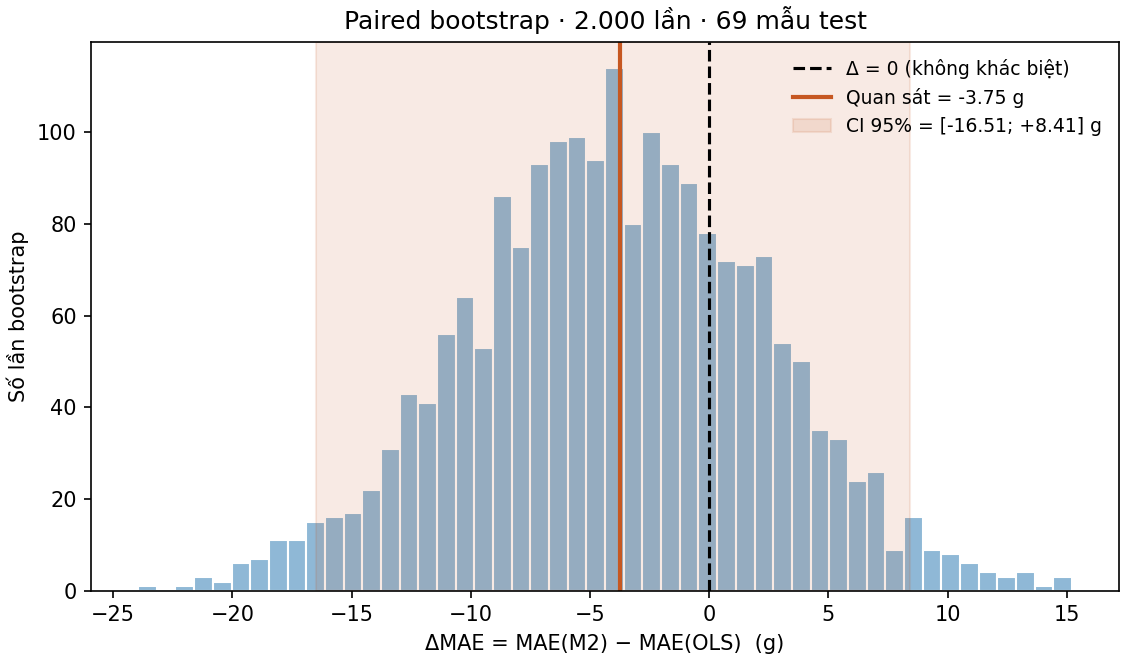 Paired bootstrap · 2.000 lần · 69 mẫu test
Δ = 0 (không khác biệt)
Quan sát = -3.75 g
CI 95% = [-16.51; +8.41] g
Số lần bootstrap
100
80
60
40
20
0
−25 −20 −15 −10 −5 0 5 10 15
ΔMAE = MAE(M2) − MAE(OLS) (g)